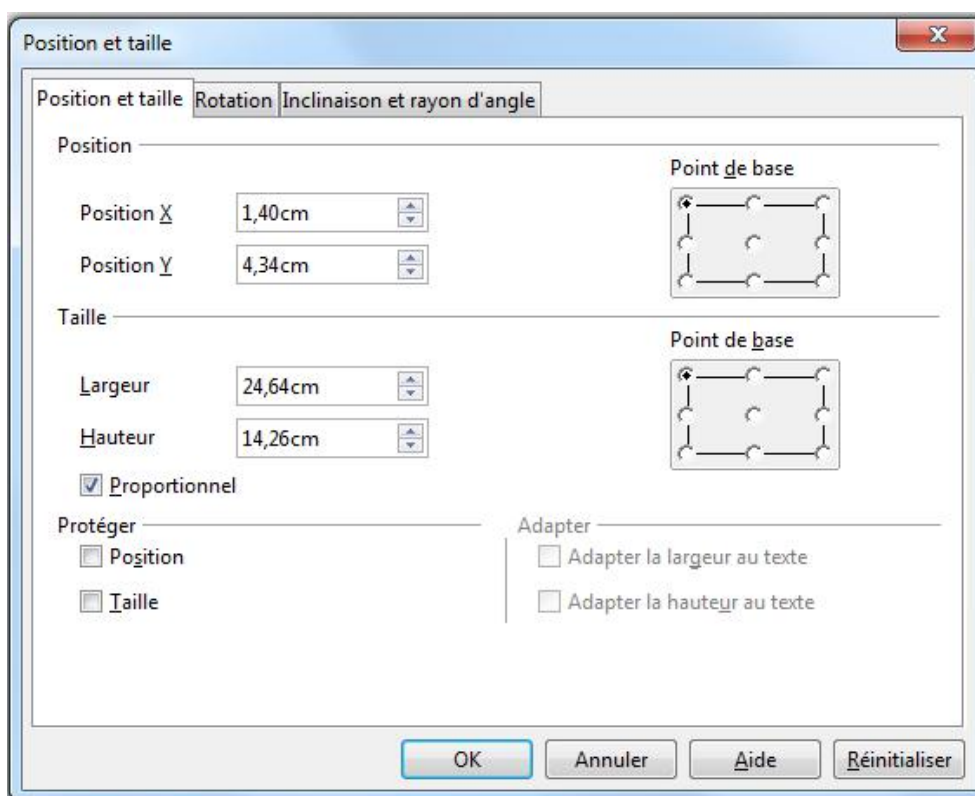 Position et taille
Position et taille Rotation Inclinaison et rayon d'angle
Position
Point de base
Position X 1,40cm
Position Y 4,34cm
Taille
Point de base
Largeur 24,64cm
Hauteur 14,26cm
Proportionnel
Protéger Adapter
Position Adapter la largeur au texte
Taille Adapter la hauteur au texte
OK Annuler Aide Réinitialiser